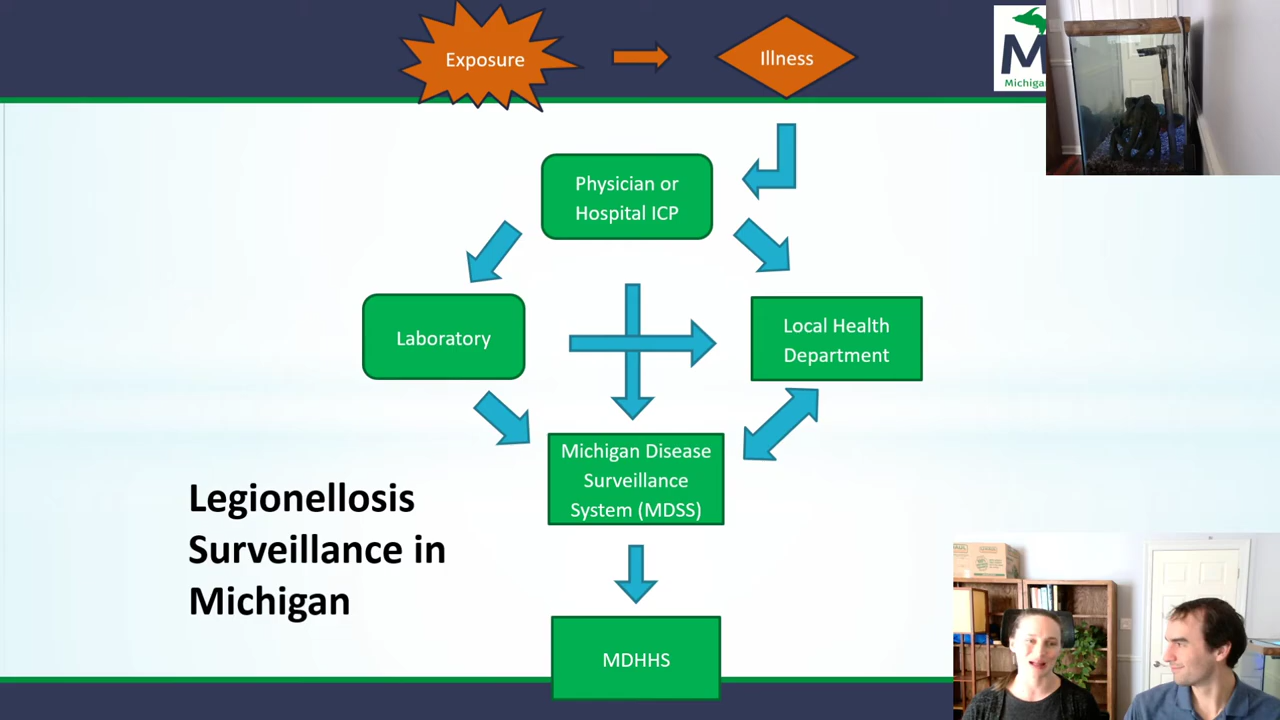 Exposure
Illness
M
Michigan
Physician or
Hospital ICP
Laboratory
Local Health
Department
Michigan Disease
Surveillance
System (MDSS)
Legionellosis
Surveillance in
Michigan
MDHHS